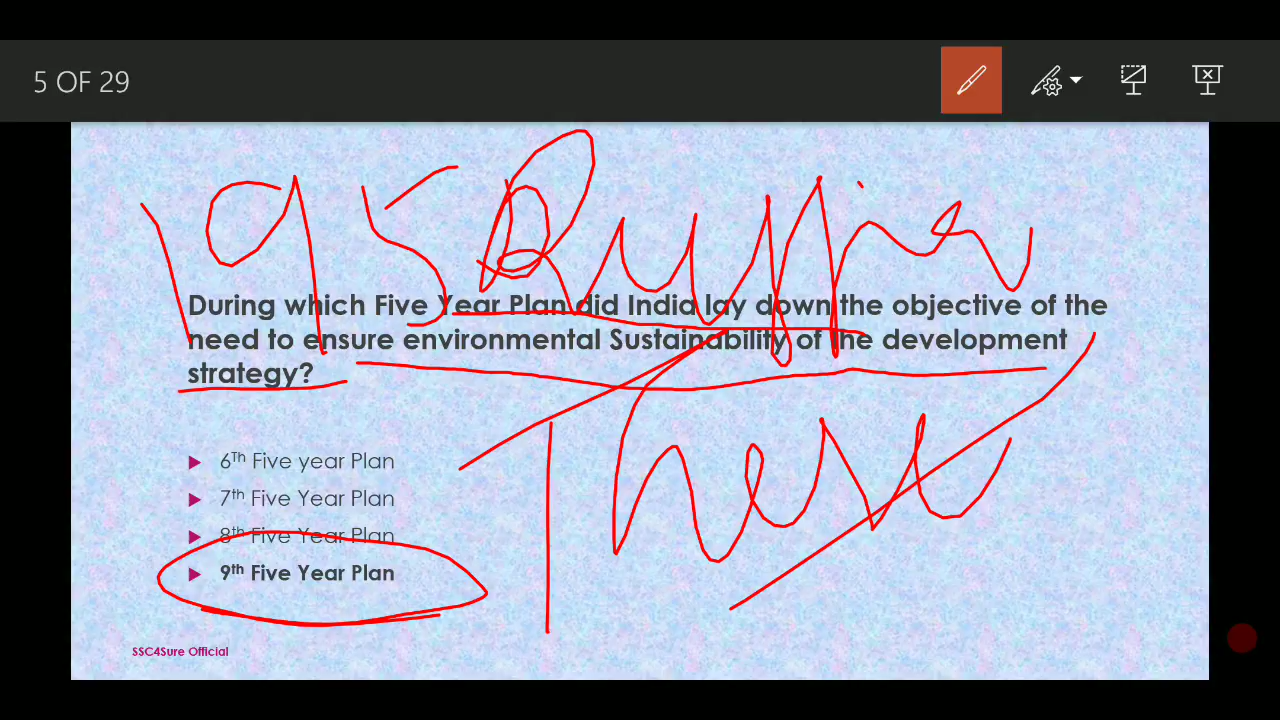 5 OF 29
During which Five Year Plan did India lay down the objective of the
need to ensure environmental Sustainability of the development
strategy?
6Th Five year Plan
7th Five Year Plan
8th Five Year Plan
9th Five Year Plan
SSC4Sure Official